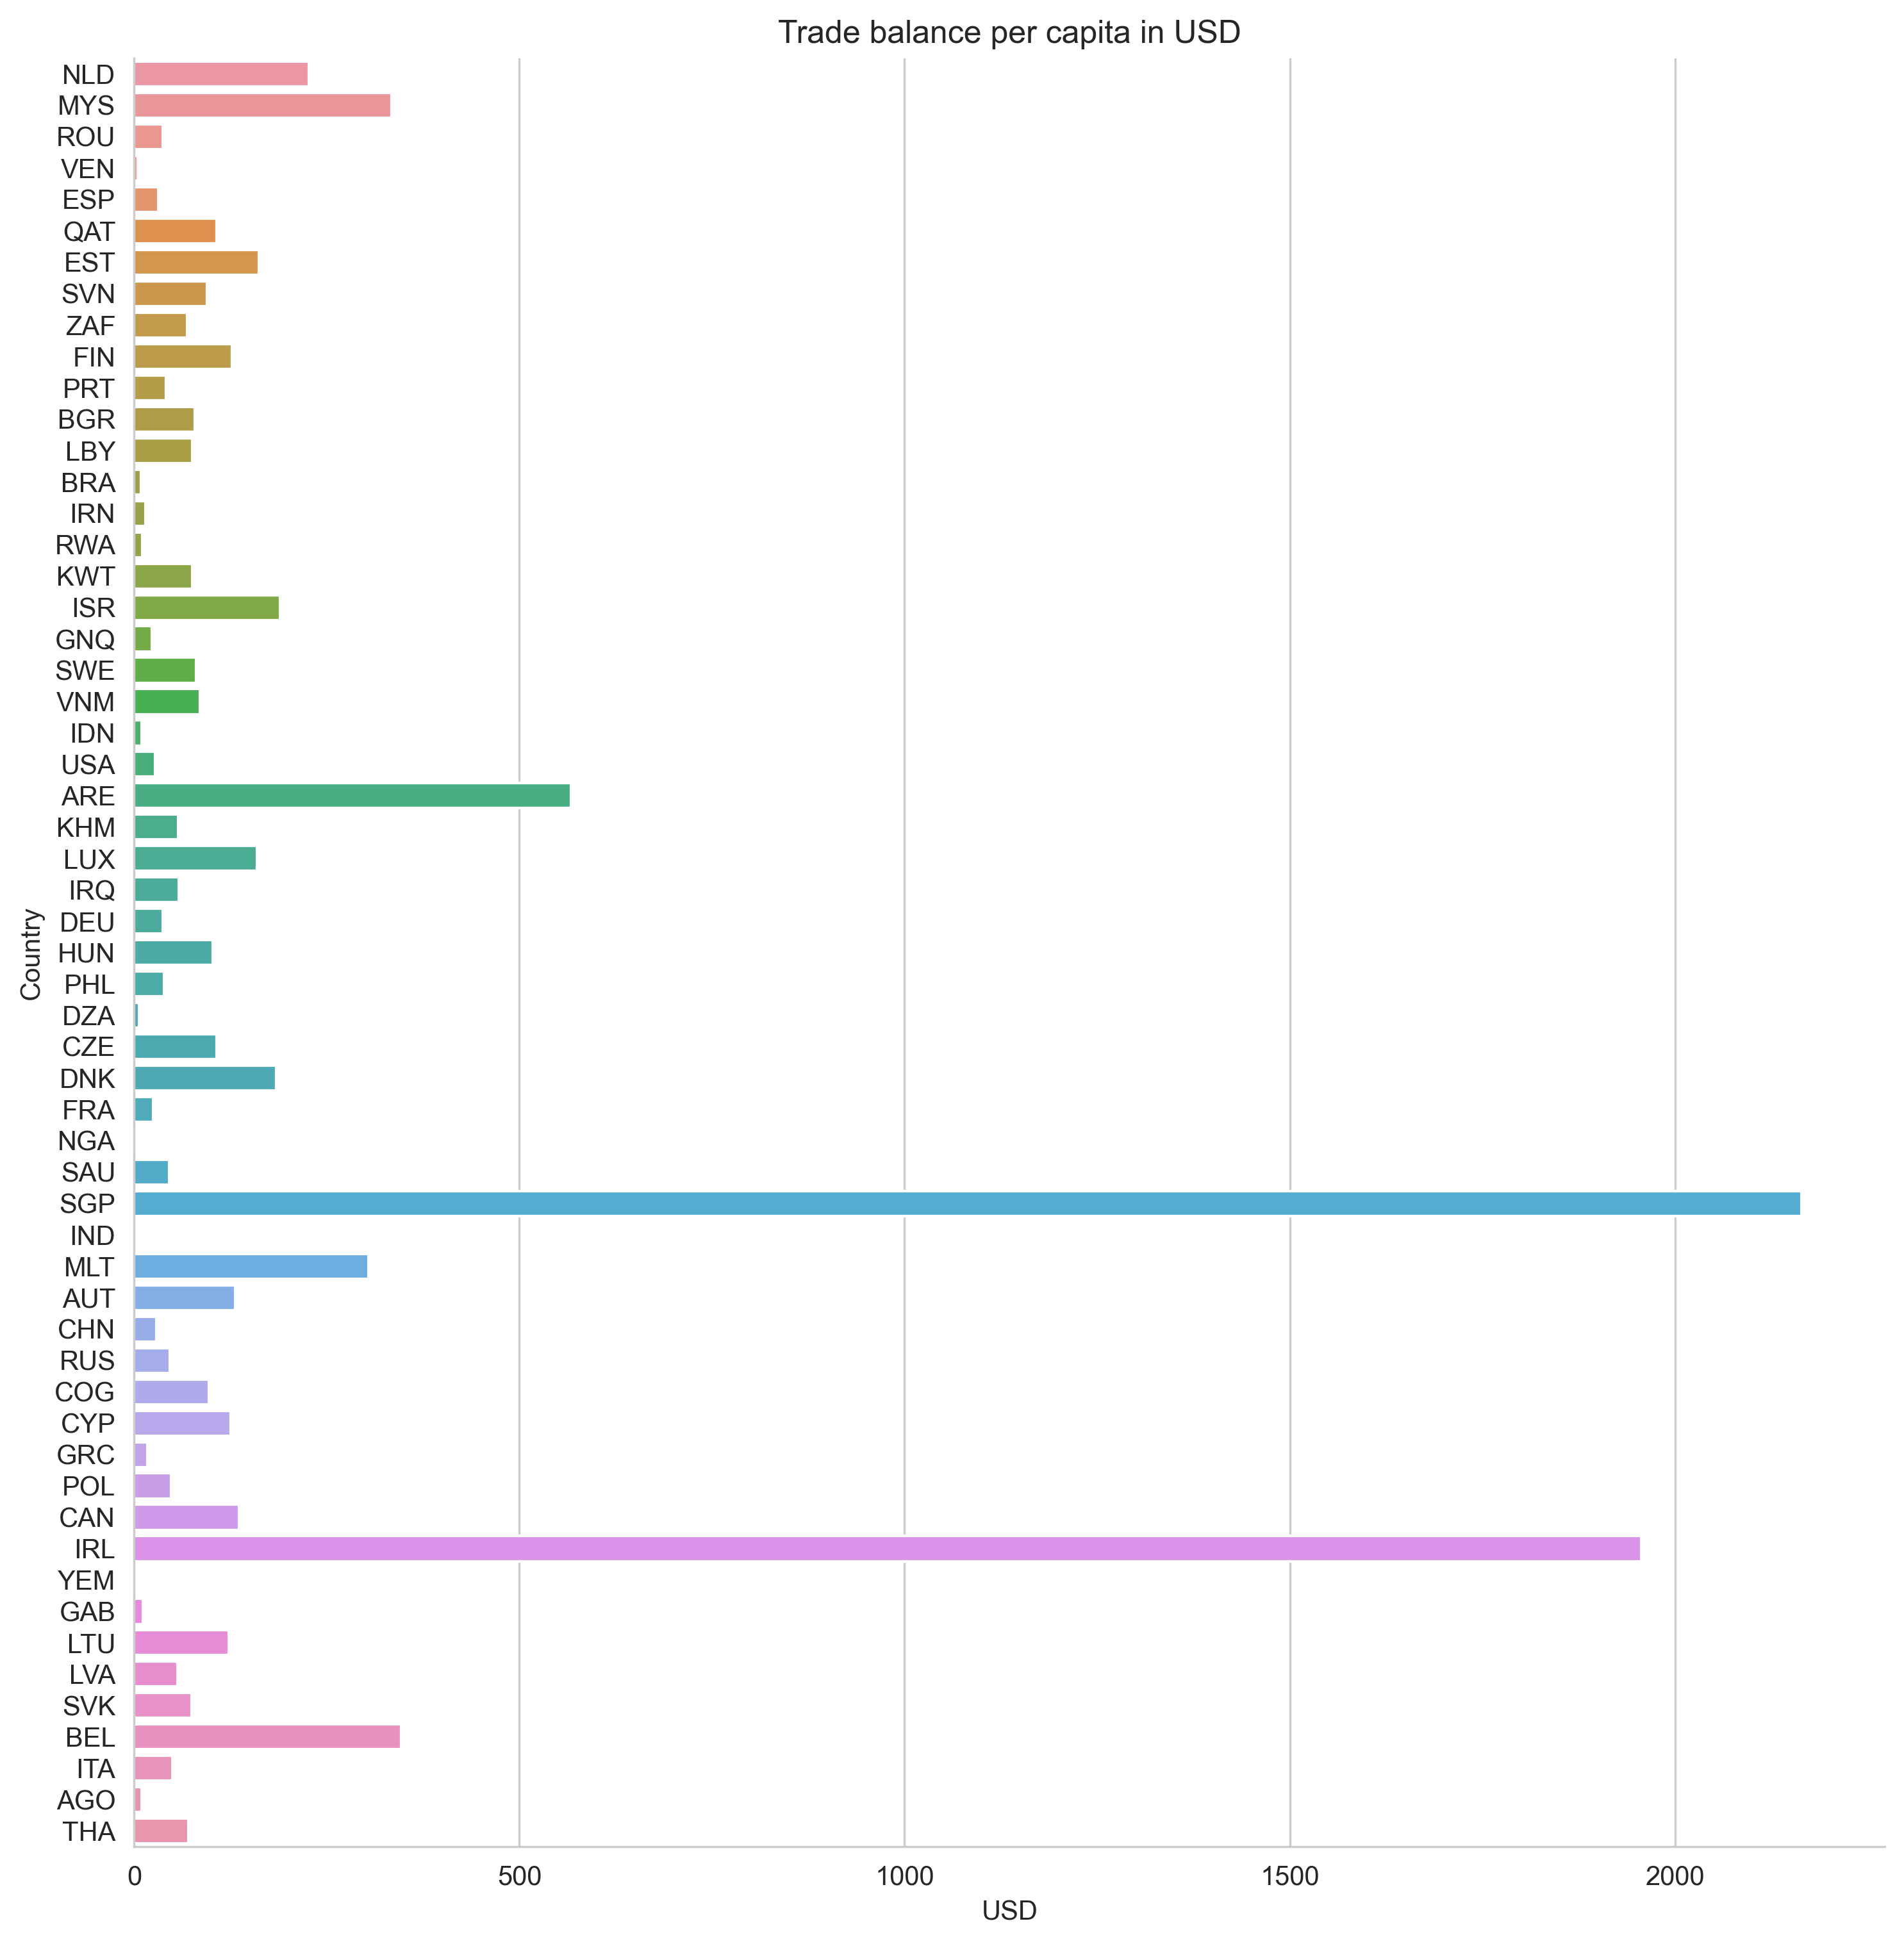 Trade balance per capita in USD
NLD
MYS
ROU
VEN
ESP
QAT
EST
SVN
ZAF
FIN
PRT
BGR
LBY
BRA
IRN
RWA
KWT
ISR
GNQ
SWE
VNM
IDN
USA
ARE
KHM
LUX
IRQ
DEU
HUN
PHL
DZA
CZE
DNK
FRA
NGA
SAU
SGP
IND
MLT
AUT
CHN
RUS
COG
CYP
GRC
POL
CAN
IRL
YEM
GAB
LTU
LVA
SVK
BEL
ITA
AGO
THA
Country
0 500 1000 1500 2000
USD